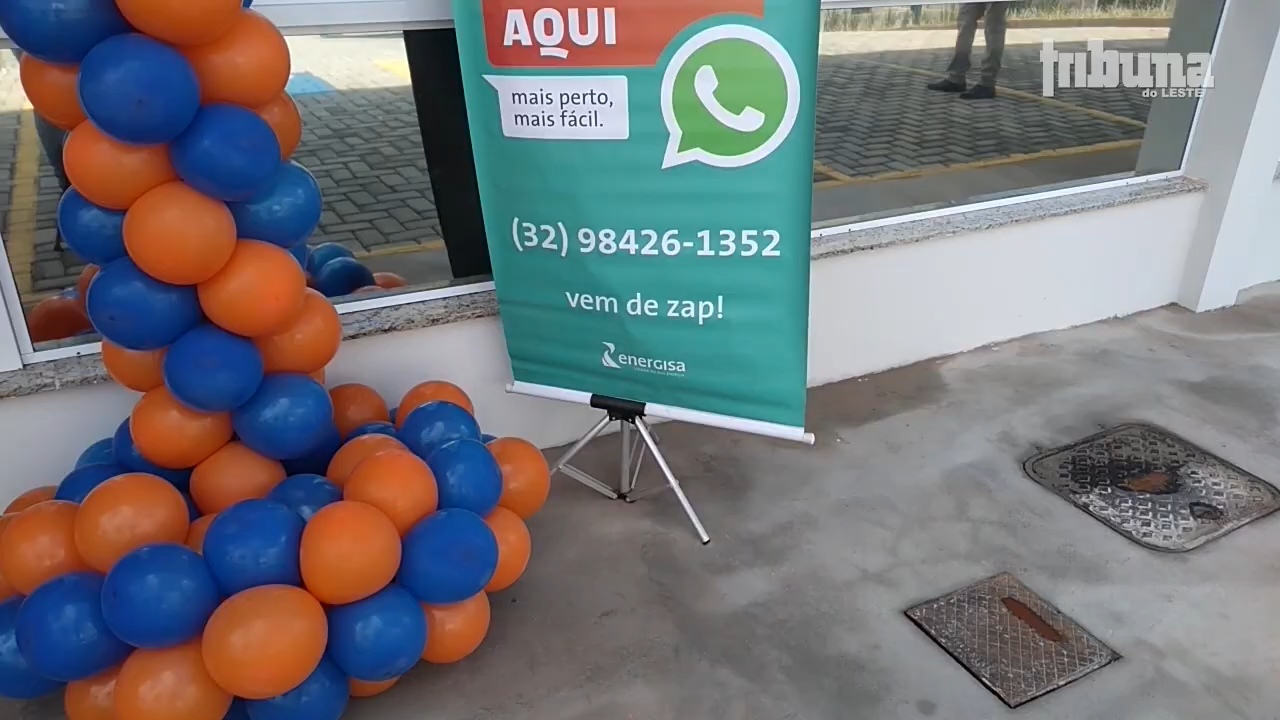 tribuna
do LESTE
AQUI
mais perto,
mais fácil.
(32) 98426-1352
vem de zap!
energisa